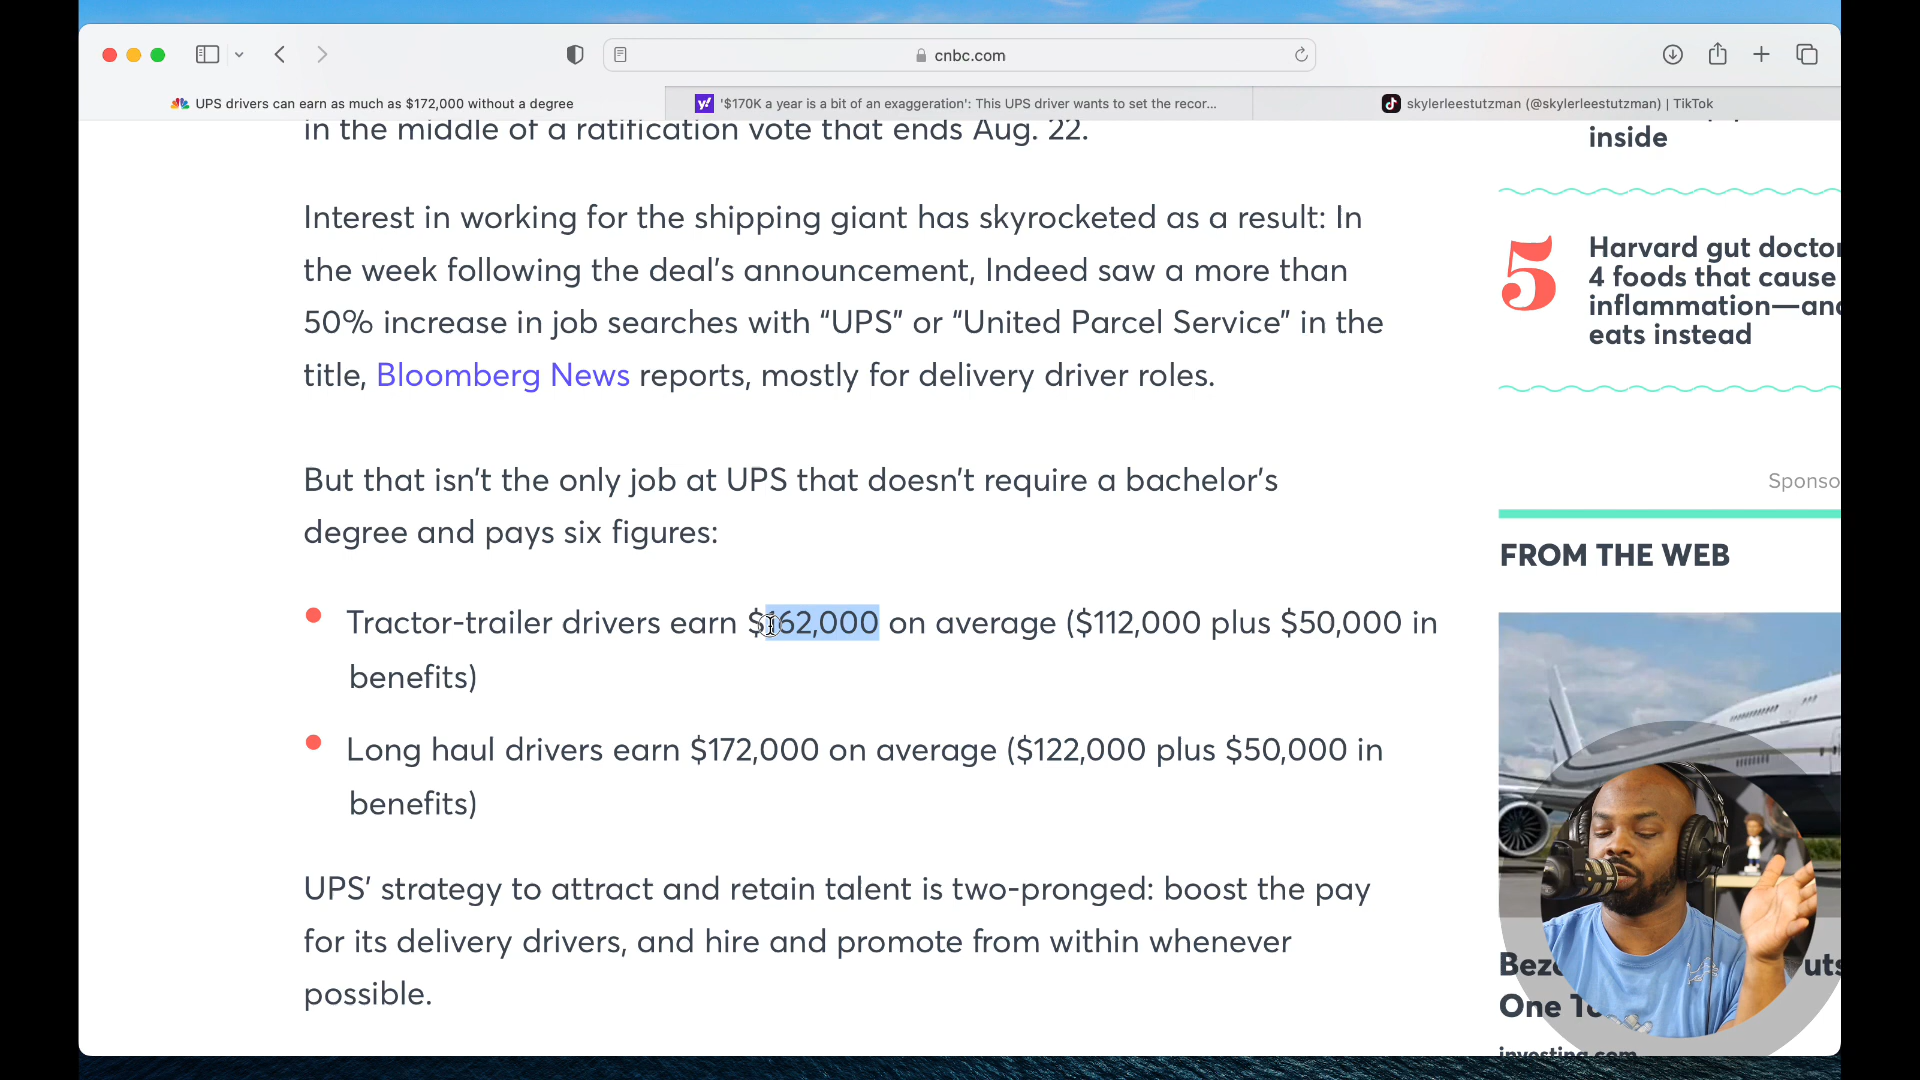 cnbc.com
UPS drivers can earn as much as $172,000 without a degree
'$170K a year is a bit of an exaggeration': This UPS driver wants to set the recor...
skylerleestutzman (@skylerleestutzman) | TikTok
in the middle of a ratification vote that ends Aug. 22.
Interest in working for the shipping giant has skyrocketed as a result: In
the week following the deal’s announcement, Indeed saw a more than
50% increase in job searches with “UPS” or “United Parcel Service” in the
title, Bloomberg News reports, mostly for delivery driver roles.
But that isn’t the only job at UPS that doesn’t require a bachelor’s
degree and pays six figures:
Tractor-trailer drivers earn $162,000 on average ($112,000 plus $50,000 in
benefits)
Long haul drivers earn $172,000 on average ($122,000 plus $50,000 in
benefits)
UPS’ strategy to attract and retain talent is two-pronged: boost the pay
for its delivery drivers, and hire and promote from within whenever
possible.
inside
5
Harvard gut doctor
4 foods that cause
inflammation—and
eats instead
Sponso
FROM THE WEB
One
investing.com